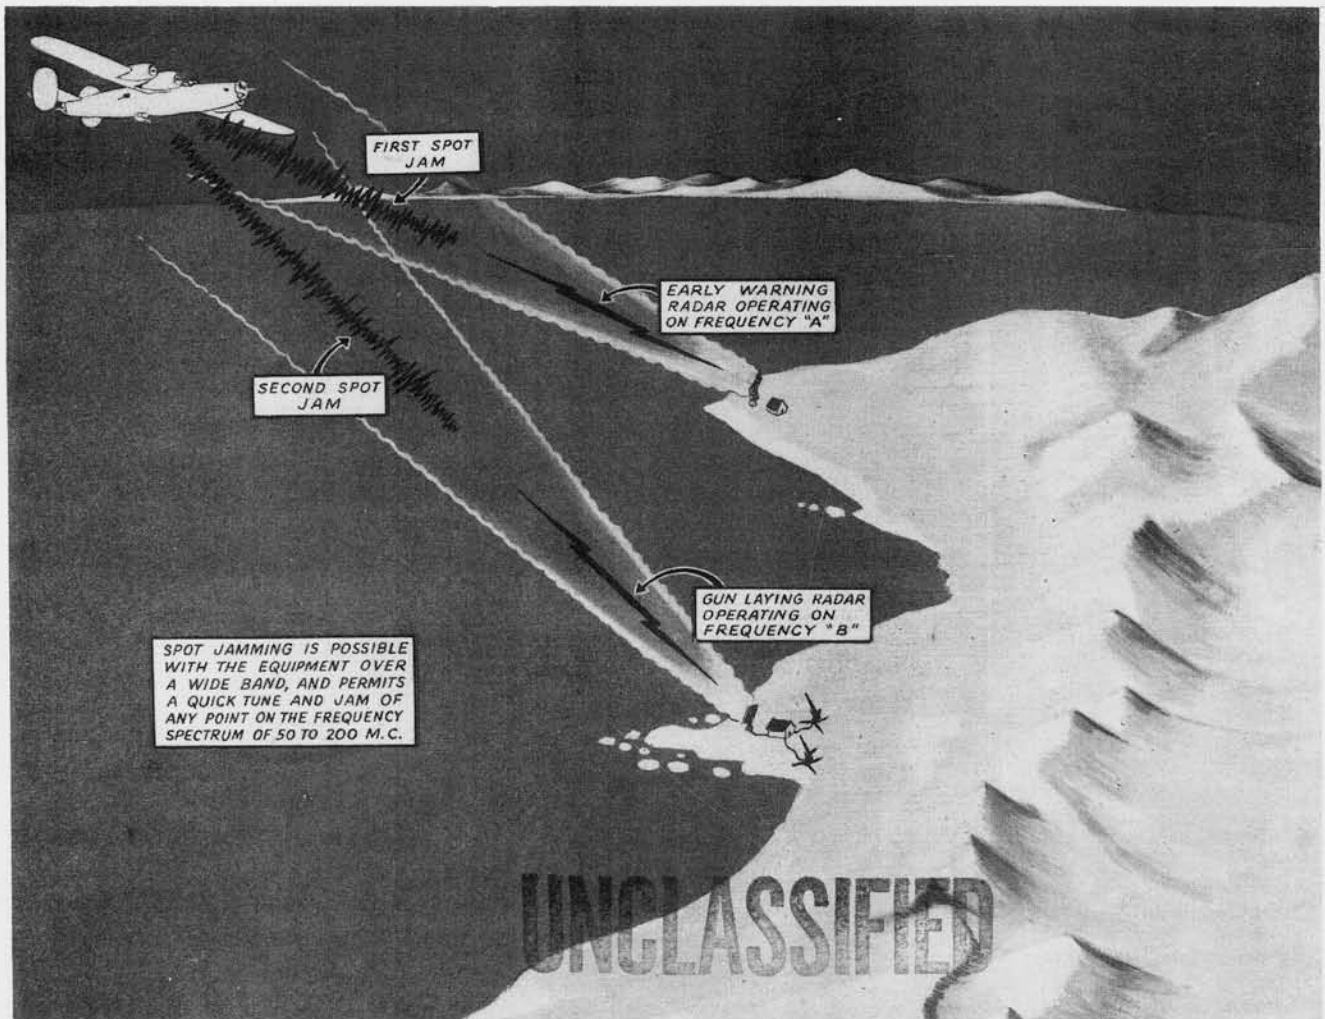 FIRST SPOT
JAM
EARLY WARNING
RADAR OPERATING
ON FREQUENCY "A"
SECOND SPOT
JAM
GUN LAYING RADAR
OPERATING ON
FREQUENCY "B"
SPOT JAMMING IS POSSIBLE
WITH THE EQUIPMENT OVER
A WIDE BAND, AND PERMITS
A QUICK TUNE AND JAM OF
ANY POINT ON THE FREQUENCY
SPECTRUM OF 50 TO 200 M.C.
UNCLASSIFIED